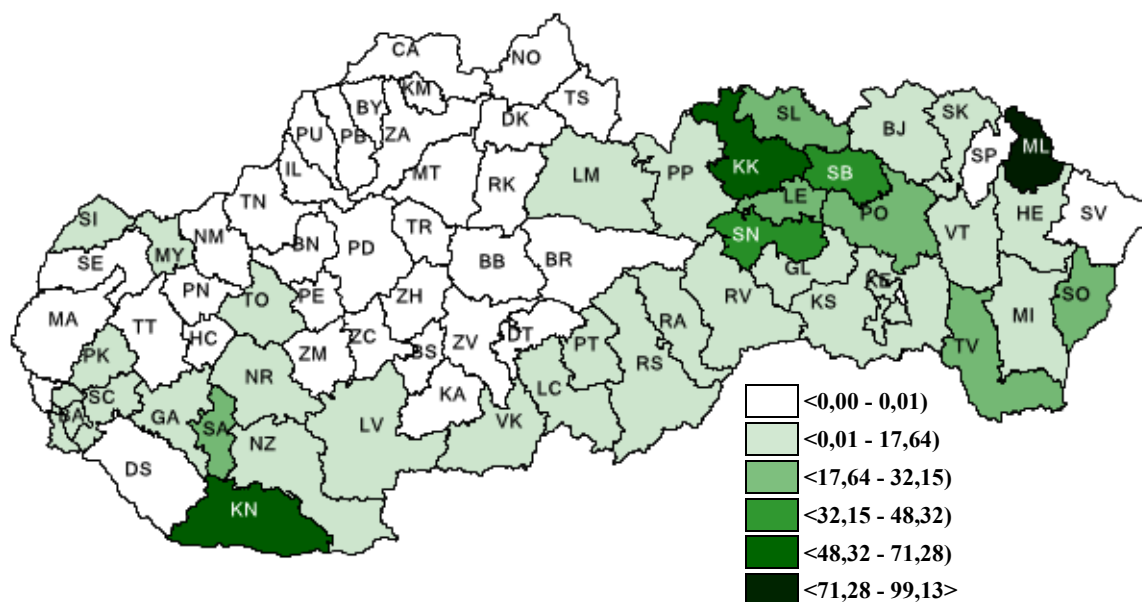 CA
NO
KM
TS
BY
PU
PB
ZA
DK
SL
BJ
SK
SP
ML
IL
MT
RK
LM
PP
KK
SB
TN
LE
PO
HE
SV
SI
NM
BN
PD
TR
SN
VT
MY
SE
BB
BR
GL
KE
PN
TO
PE
ZH
RV
KS
SO
MA
TT
HC
ZM
ZC
BS
ZV
DT
PT
RA
MI
TV
PK
NR
RS
SC
KA
LC
BA
GA
SA
LV
VK
DS
NZ
KN
<0,00 - 0,01)
<0,01 - 17,64)
<17,64 - 32,15)
<32,15 - 48,32)
<48,32 - 71,28)
<71,28 - 99,13>